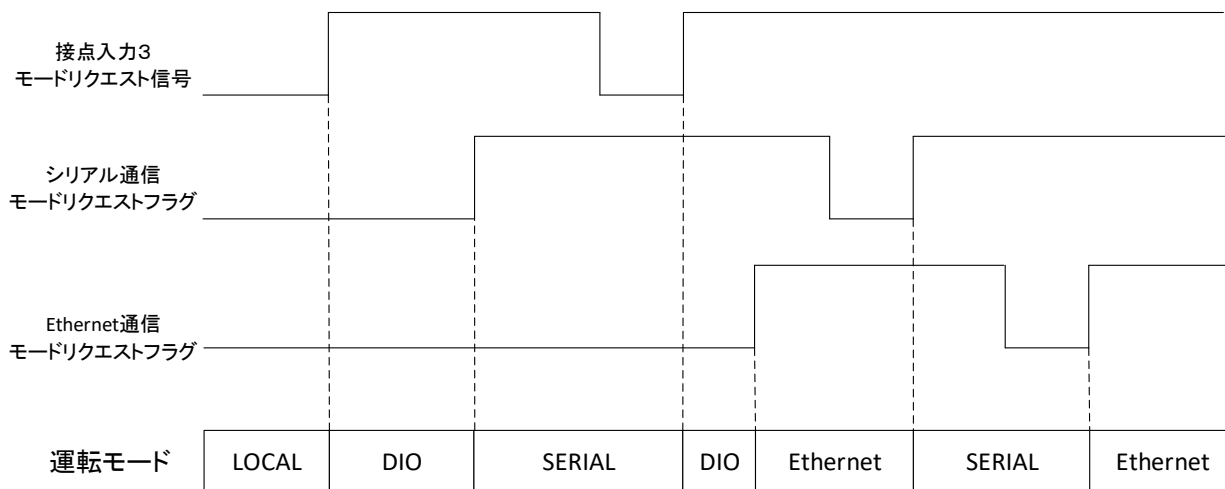 接点入力3
モードリクエスト信号
シリアル通信
モードリクエストフラグ
Ethernet通信
モードリクエストフラグ
運転モード LOCAL DIO SERIAL DIO Ethernet SERIAL Ethernet